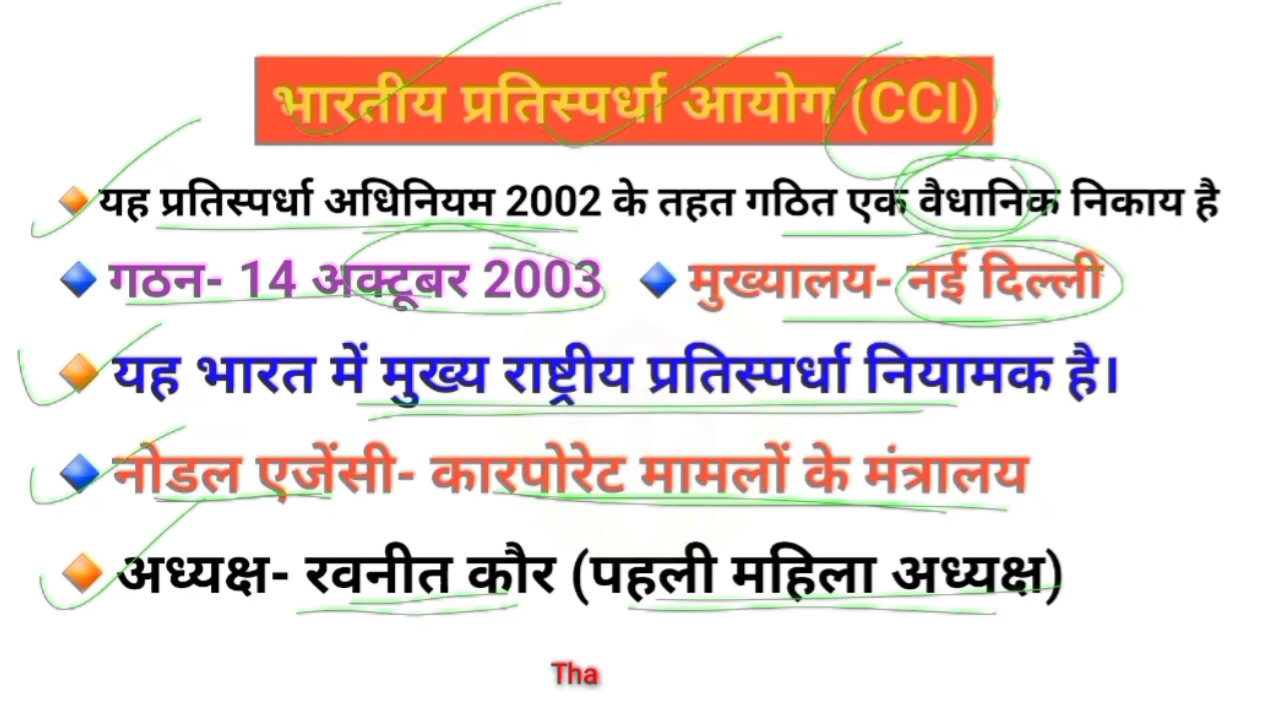 भारतीय प्रतिस्पर्धा आयोग (CCI)
यह प्रतिस्पर्धा अधिनियम 2002 के तहत गठित एक वैधानिक निकाय है
गठन- 14 अक्टूबर 2003 मुख्यालय- नई दिल्ली
यह भारत में मुख्य राष्ट्रीय प्रतिस्पर्धा नियामक है।
नोडल एजेंसी- कारपोरेट मामलों के मंत्रालय
अध्यक्ष- रवनीत कौर (पहली महिला अध्यक्ष)
Tha